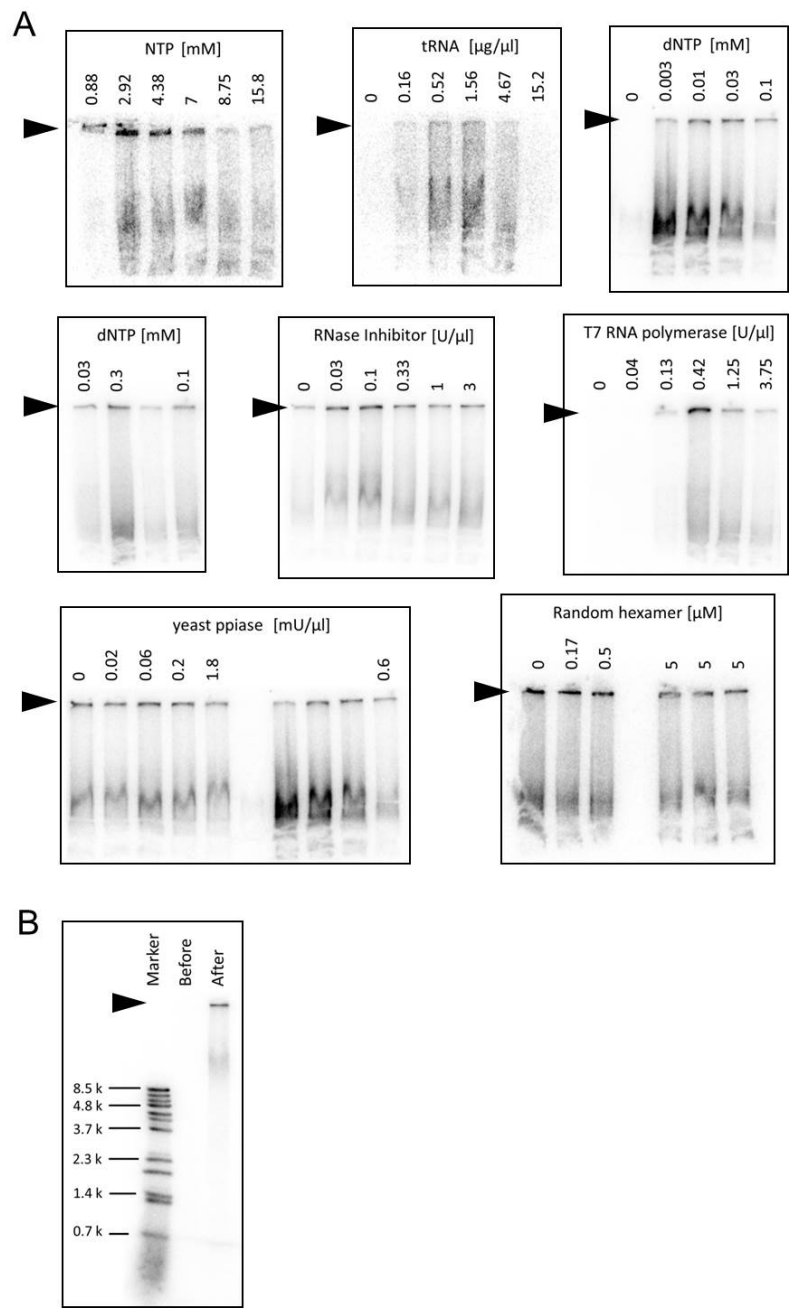 A
NTP [mM]
0.88 2.92 4.38 7 8.75 15.8
tRNA [µg/µl]
0 0.16 0.52 1.56 4.67 15.2
dNTP [mM]
0 0.003 0.01 0.03 0.1
dNTP [mM]
0.03 0.3 0.1
RNase Inhibitor [U/µl]
0 0.03 0.1 0.33 1 3
T7 RNA polymerase [U/µl]
0 0.04 0.13 0.42 1.25 3.75
yeast ppiase [mU/µl]
0 0.02 0.06 0.2 1.8 0.6
Random hexamer [µM]
0 0.17 0.5 5 5 5
B
Marker Before After
8.5 k
4.8 k
3.7 k
2.3 k
1.4 k
0.7 k